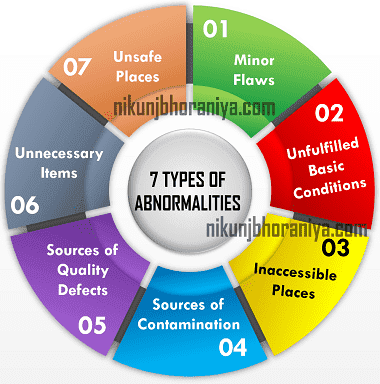 7 TYPES OF
ABNORMALITIES
01
Minor
Flaws
02
Unfulfilled
Basic
Conditions
03
Inaccessible
Places
04
Sources of
Contamination
05
Sources of
Quality
Defects
06
Unnecessary
Items
07
Unsafe
Places
nikunjbhoraniya.com
nikunjbhoraniya.com